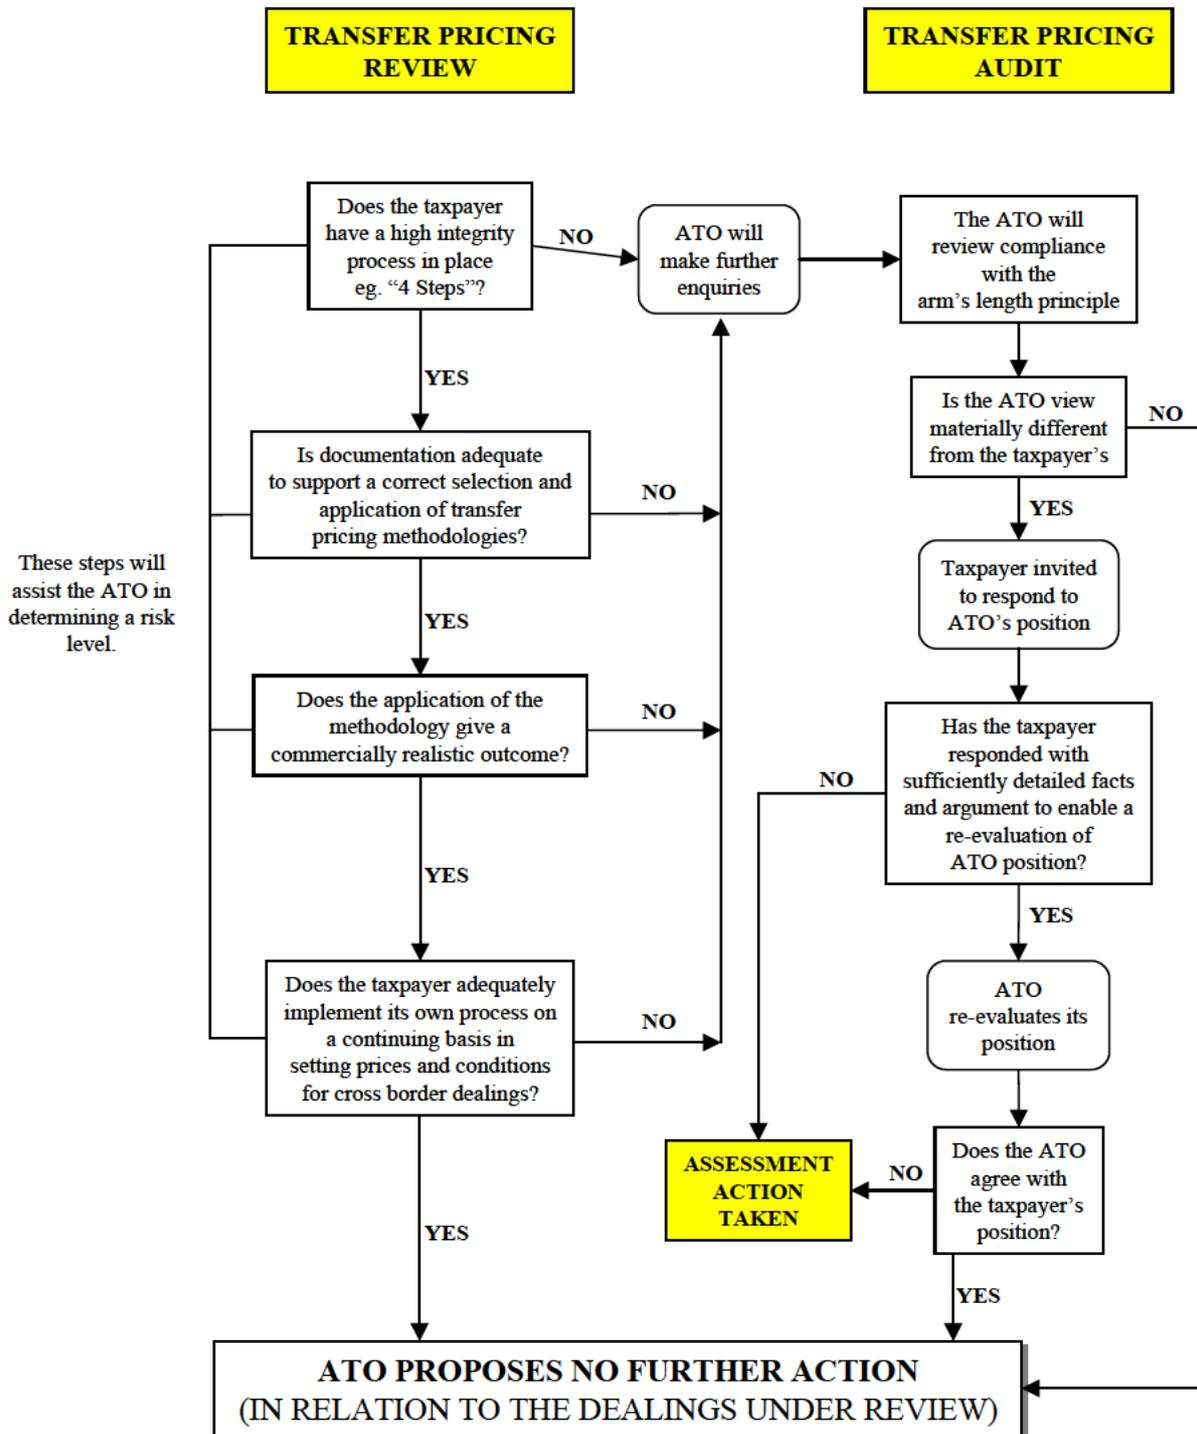 TRANSFER PRICING
REVIEW
TRANSFER PRICING
AUDIT
Does the taxpayer
have a high integrity
process in place
eg. “4 Steps”?
NO
ATO will
make further
enquiries
The ATO will
review compliance
with the
arm’s length principle
YES
Is the ATO view
materially different
from the taxpayer’s
NO
Is documentation adequate
to support a correct selection and
application of transfer
pricing methodologies?
NO
YES
These steps will
assist the ATO in
determining a risk
level.
Taxpayer invited
to respond to
ATO’s position
YES
Does the application of the
methodology give a
commercially realistic outcome?
NO
Has the taxpayer
responded with
sufficiently detailed facts
and argument to enable a
re-evaluation of
ATO position?
NO
YES
YES
Does the taxpayer adequately
implement its own process on
a continuing basis in
setting prices and conditions
for cross border dealings?
NO
ATO
re-evaluates its
position
ASSESSMENT
ACTION
TAKEN
NO
Does the ATO
agree with
the taxpayer’s
position?
YES
YES
ATO PROPOSES NO FURTHER ACTION
(IN RELATION TO THE DEALINGS UNDER REVIEW)